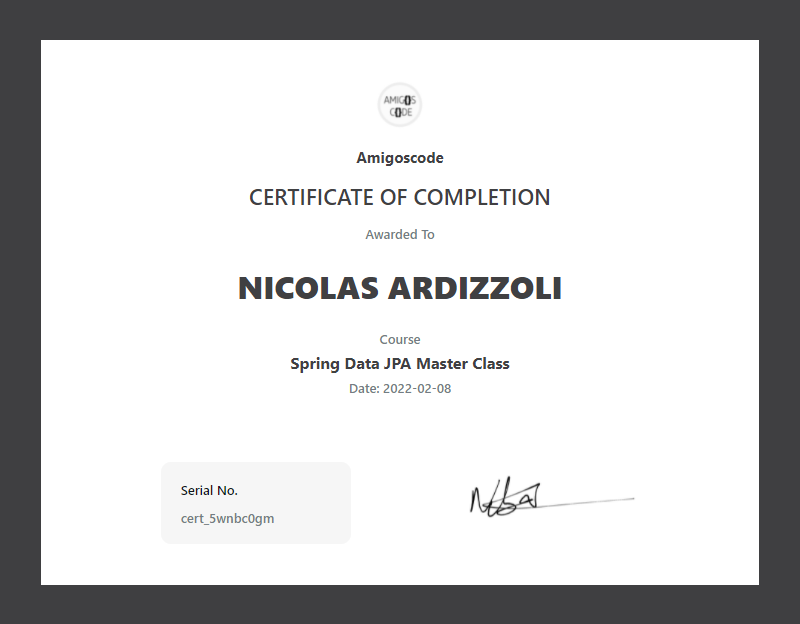 AMIGOS
CODE
Amigoscode
CERTIFICATE OF COMPLETION
Awarded To
NICOLAS ARDIZZOLI
Course
Spring Data JPA Master Class
Date: 2022-02-08
Serial No.
cert_5wnbc0gm